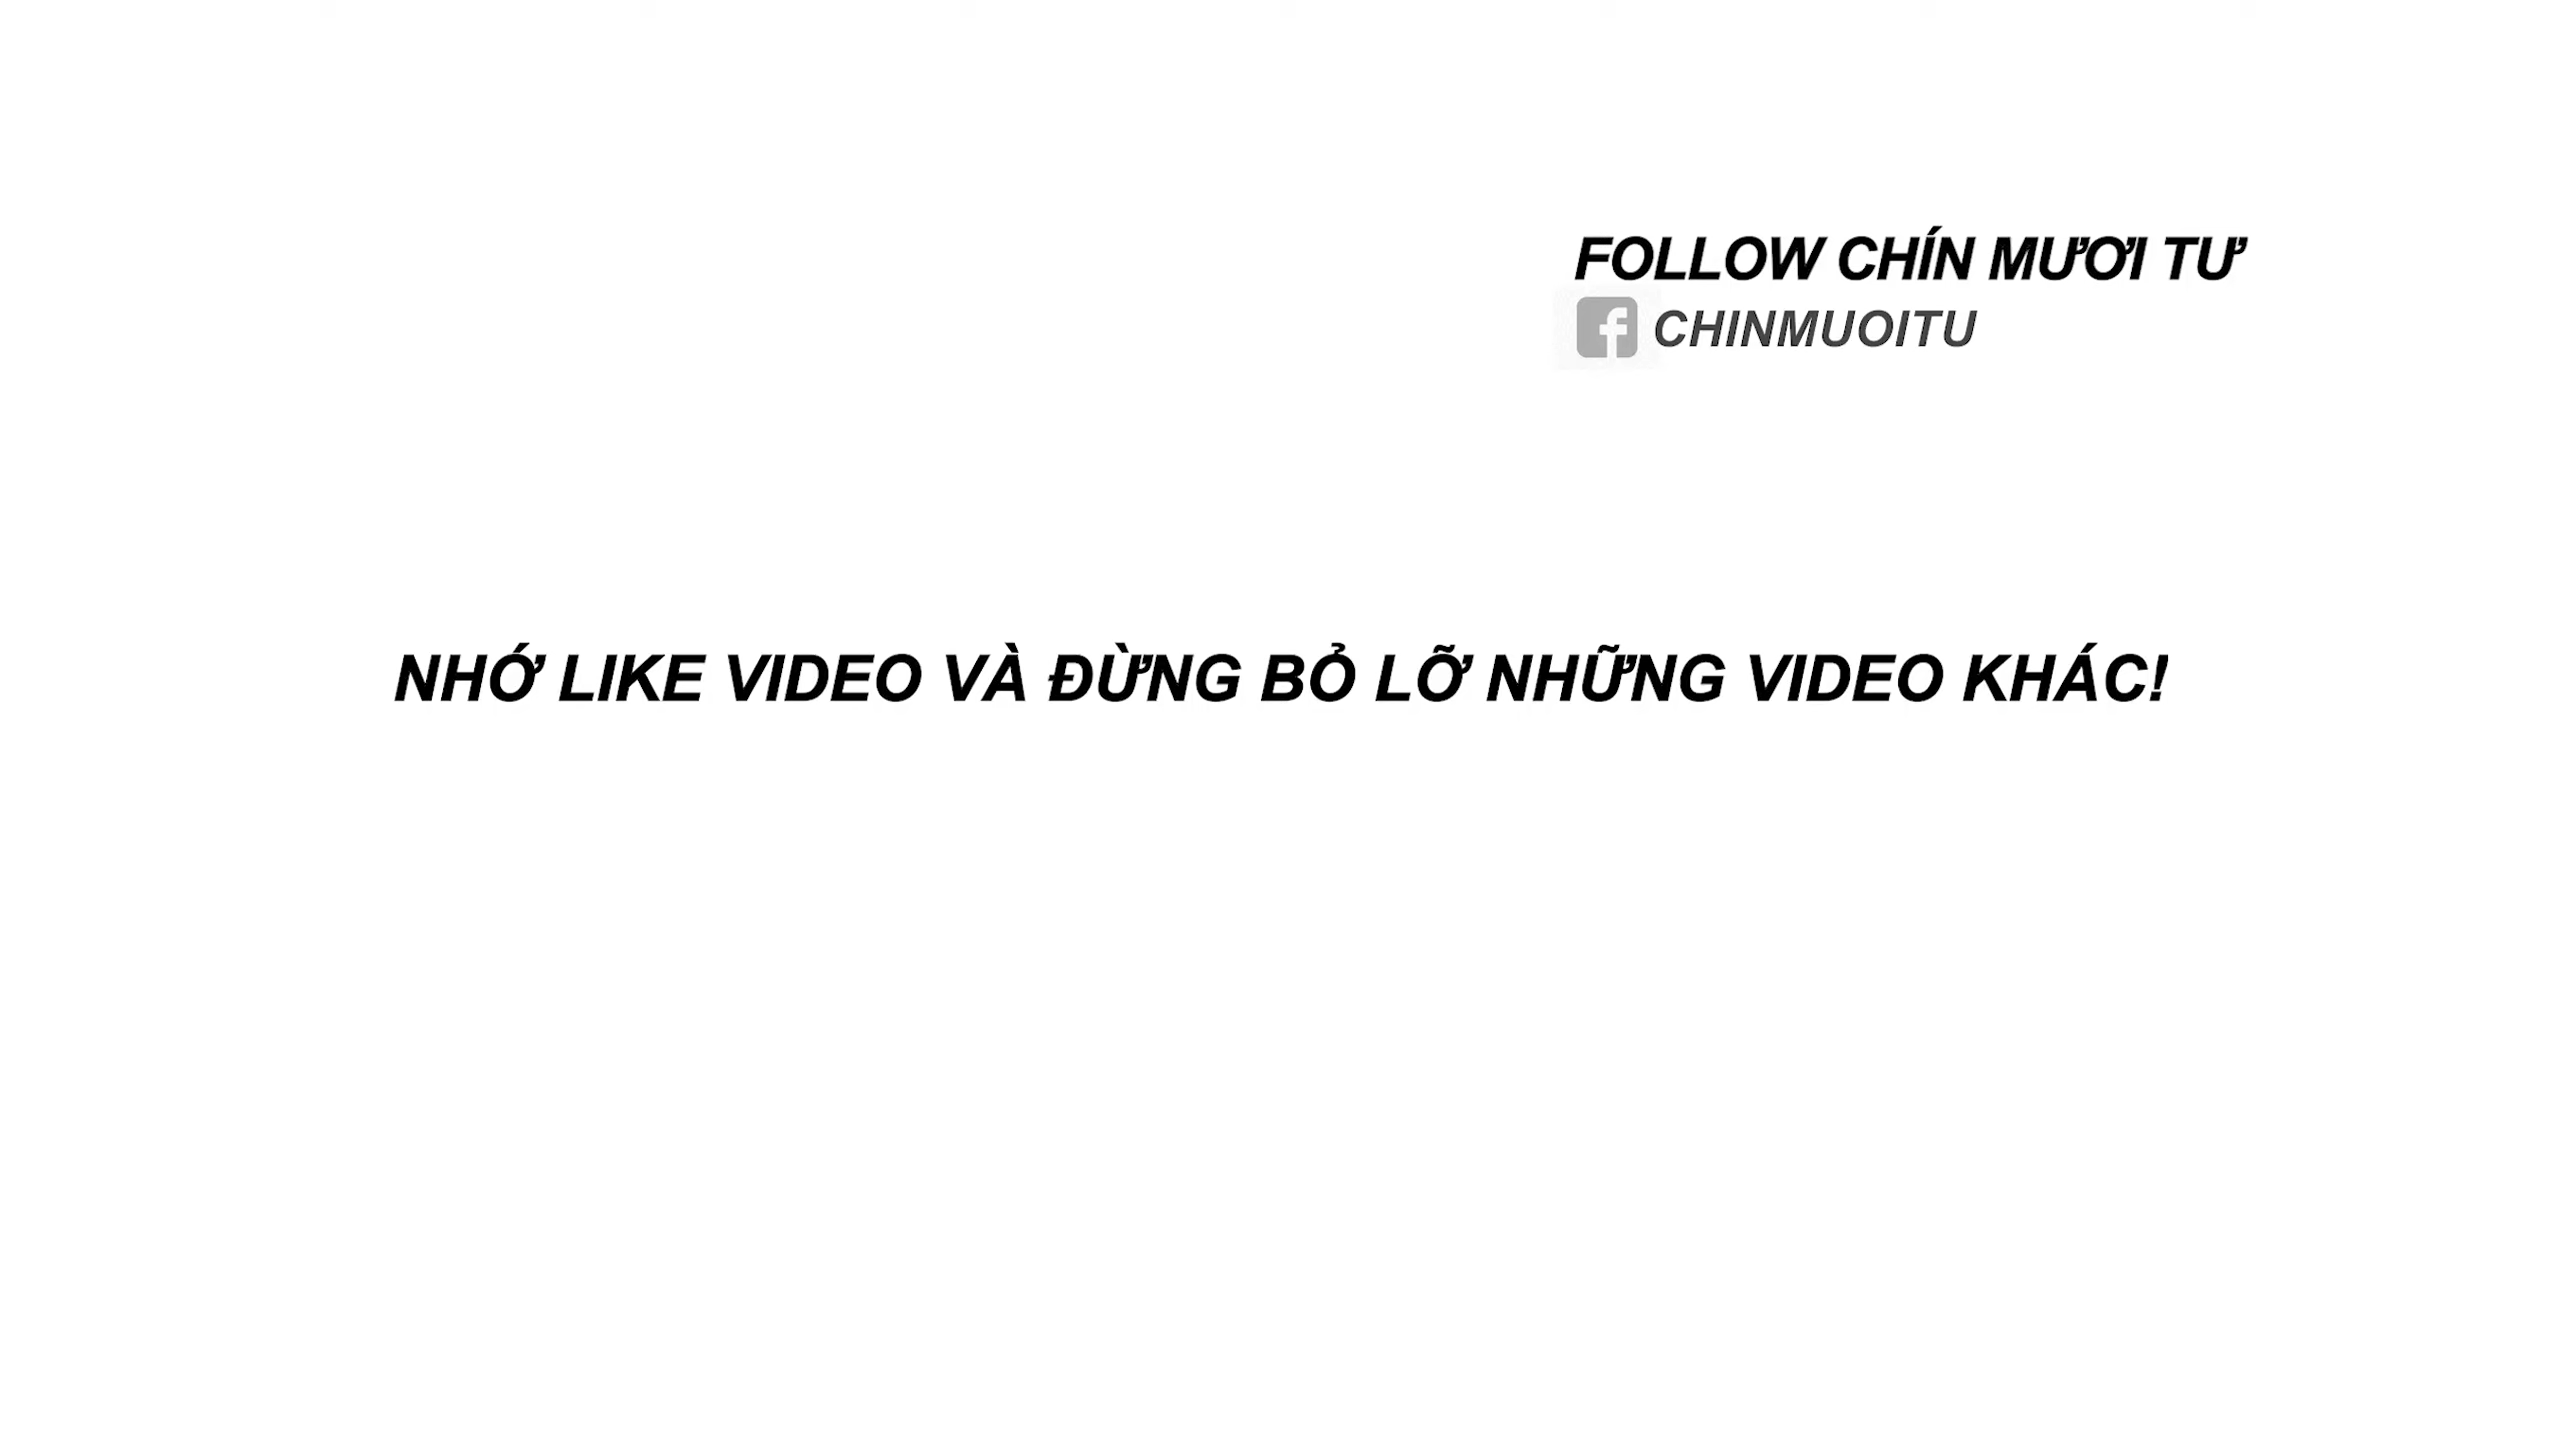 FOLLOW CHÍN MƯƠI TƯ
CHINMUOITU
NHỚ LIKE VIDEO VÀ ĐỪNG BỎ LỠ NHỮNG VIDEO KHÁC!